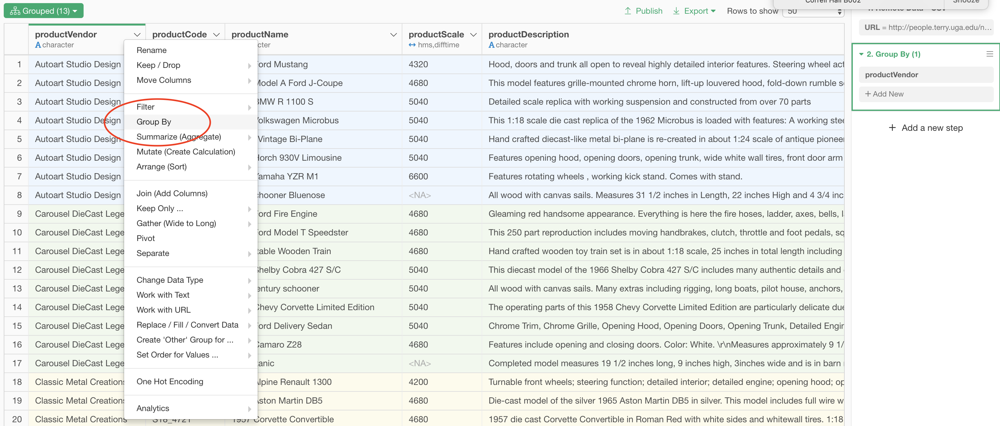 Correll Hall B002
Snooze
Grouped (13)
Publish
Export
Rows to show
50
1. Remote Data - CSV
URL = http://people.terry.uga.edu/n...
productVendor
character
productCode
productName
cter
productScale
hms,difftime
productDescription
character
2. Group By (1)
productVendor
+ Add New
+ Add a new step
Rename
Keep / Drop
Move Columns
Filter
Group By
Summarize (Aggregate)
Mutate (Create Calculation)
Arrange (Sort)
Join (Add Columns)
Keep Only ...
Gather (Wide to Long)
Pivot
Separate
Change Data Type
Work with Text
Work with URL
Replace / Fill / Convert Data
Create 'Other' Group for ...
Set Order for Values ...
One Hot Encoding
Analytics
1 Autoart Studio Design ord Mustang 4320 Hood, doors and trunk all open to reveal highly detailed interior features. Steering wheel act
2 Autoart Studio Design Model A Ford J-Coupe 4680 This model features grille-mounted chrome horn, lift-up louvered hood, fold-down rumble s
3 Autoart Studio Design BMW R 1100 S 5040 Detailed scale replica with working suspension and constructed from over 70 parts
4 Autoart Studio Design olkswagen Microbus 5040 This 1:18 scale die cast replica of the 1962 Microbus is loaded with features: A working stee
5 Autoart Studio Design Vintage Bi-Plane 5040 Hand crafted diecast-like metal bi-plane is re-created in about 1:24 scale of antique pioneer
6 Autoart Studio Design Horch 930V Limousine 5040 Features opening hood, opening doors, opening trunk, wide white wall tires, front door arm
7 Autoart Studio Design Yamaha YZR M1 6600 Features rotating wheels , working kick stand. Comes with stand.
8 Autoart Studio Design chooner Bluenose <NA> All wood with canvas sails. Measures 31 1/2 inches in Length, 22 inches High and 4 3/4 inc
9 Carousel DieCast Lege ord Fire Engine 4680 Gleaming red handsome appearance. Everything is here the fire hoses, ladder, axes, bells, l
10 Carousel DieCast Lege ord Model T Speedster 4680 This 250 part reproduction includes moving handbrakes, clutch, throttle and foot pedals, sq
11 Carousel DieCast Lege table Wooden Train 4680 Hand crafted wooden toy train set is in about 1:18 scale, 25 inches in total length including
12 Carousel DieCast Lege Shelby Cobra 427 S/C 5040 This diecast model of the 1966 Shelby Cobra 427 S/C includes many authentic details and
13 Carousel DieCast Lege entury schooner 5040 All wood with canvas sails. Many extras including rigging, long boats, pilot house, anchors,
14 Carousel DieCast Lege Chevy Corvette Limited Edition 5040 The operating parts of this 1958 Chevy Corvette Limited Edition are particularly delicate due
15 Carousel DieCast Lege ord Delivery Sedan 5040 Chrome Trim, Chrome Grille, Opening Hood, Opening Doors, Opening Trunk, Detailed Engin
16 Carousel DieCast Lege Camaro Z28 4680 Features include opening and closing doors. Color: White. \r\nMeasures approximately 9 1/
17 Carousel DieCast Lege tanic <NA> Completed model measures 19 1/2 inches long, 9 inches high, 3inches wide and is in barn
18 Classic Metal Creations Alpine Renault 1300 4200 Turnable front wheels; steering function; detailed interior; detailed engine; opening hood; op
19 Classic Metal Creations Aston Martin DB5 4680 Die-cast model of the silver 1965 Aston Martin DB5 in silver. This model includes full wire w
20 Classic Metal Creations S18_4721 1957 Corvette Convertible 4680 1957 die cast Corvette Convertible in Roman Red with white sides and whitewall tires. 1:18